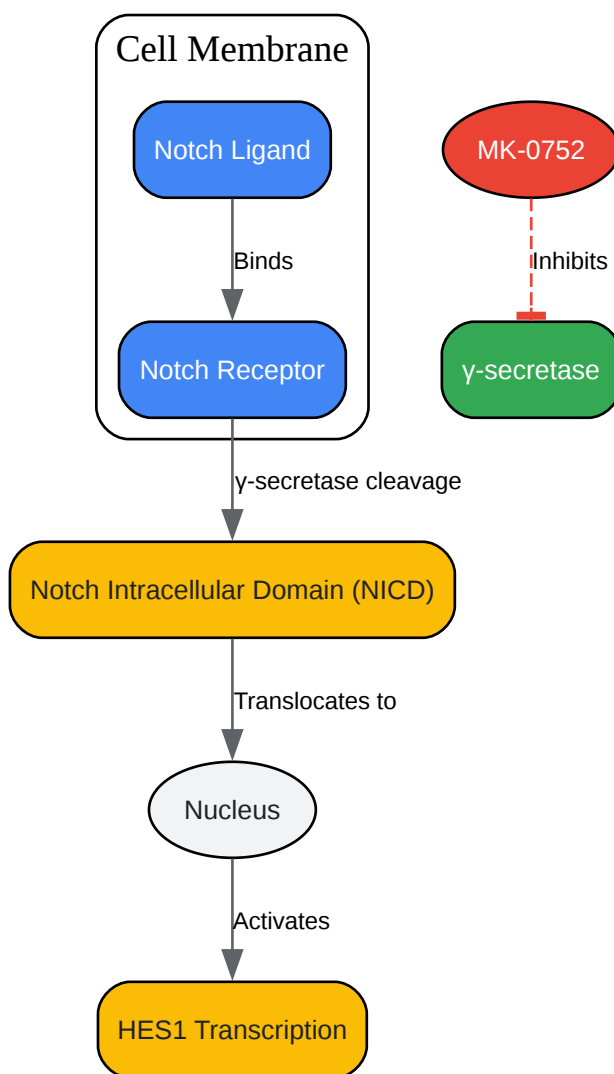 Cell Membrane
Notch Ligand
MK-0752
Binds
Inhibits
Notch Receptor
γ-secretase
γ-secretase cleavage
Notch Intracellular Domain (NICD)
Translocates to
Nucleus
Activates
HES1 Transcription